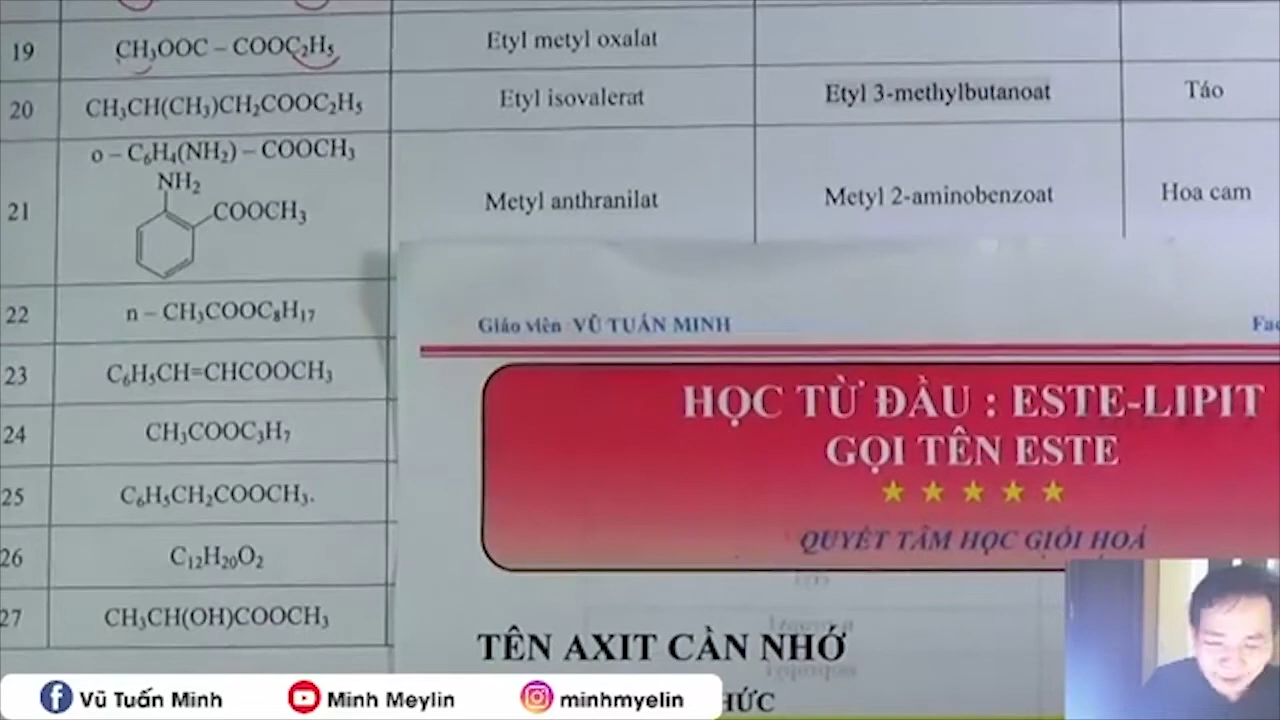 19 CH₃OOC – COOC₂H₅ Etyl metyl oxalat
20 CH₃CH(CH₃)CH₂COOC₂H₅ Etyl isovalerat Etyl 3-methylbutanoat Táo
o – C₆H₄(NH₂) – COOCH₃
NH₂
COOCH₃
21 Metyl anthranilat Metyl 2-aminobenzoat Hoa cam
22 n – CH₃COOC₈H₁₇
23 C₆H₅CH=CHCOOCH₃
24 CH₃COOC₃H₇
25 C₆H₅CH₂COOCH₃.
26 C₁₂H₂₀O₂
27 CH₃CH(OH)COOCH₃
Giáo viên VŨ TUẤN MINH
HỌC TỪ ĐẦU : ESTE-LIPIT
GỌI TÊN ESTE
QUYẾT TÂM HỌC GIỎI HOÁ
TÊN AXIT CẦN NHỚ
Vũ Tuấn Minh Minh Meylin minhmyelin